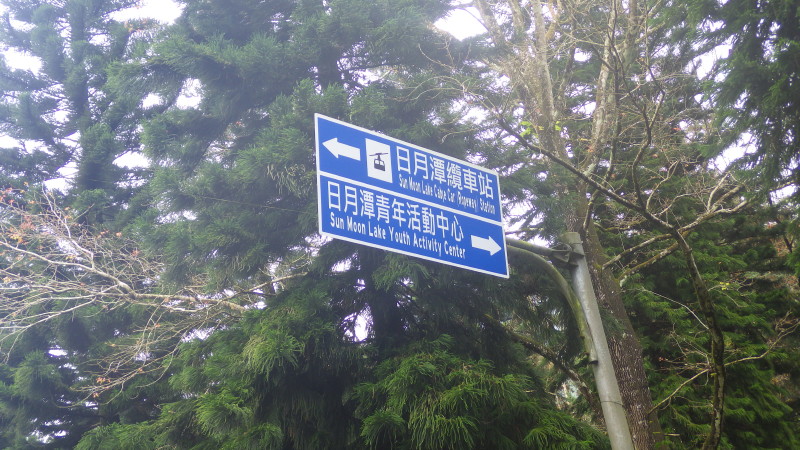 日月潭纜車站
Sun Moon Lake Cable Car (Ropeway) Station
日月潭青年活動中心
Sun Moon Lake Youth Activity Center